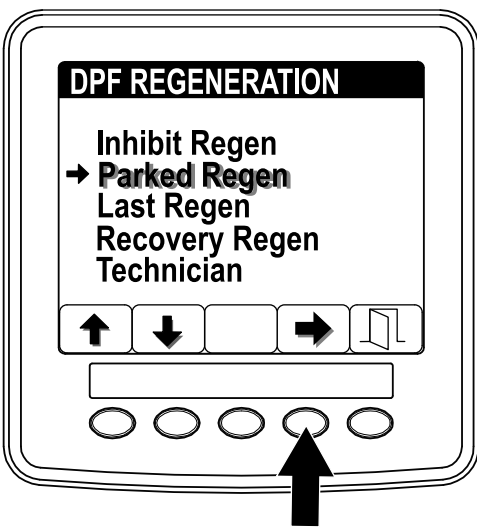 DPF REGENERATION
Inhibit Regen
Parked Regen
Last Regen
Recovery Regen
Technician